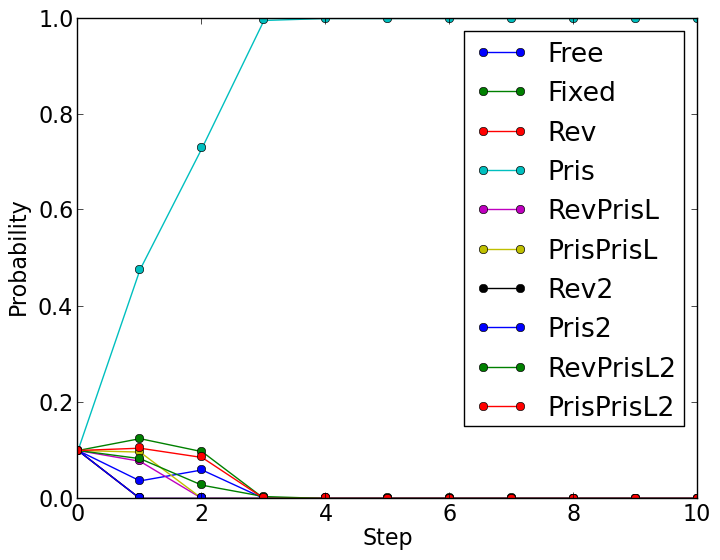 1.0
0.8
0.6
0.4
0.2
0.0
Probability
0 2 4 6 8 10
Step
Free
Fixed
Rev
Pris
RevPrisL
PrisPrisL
Rev2
Pris2
RevPrisL2
PrisPrisL2